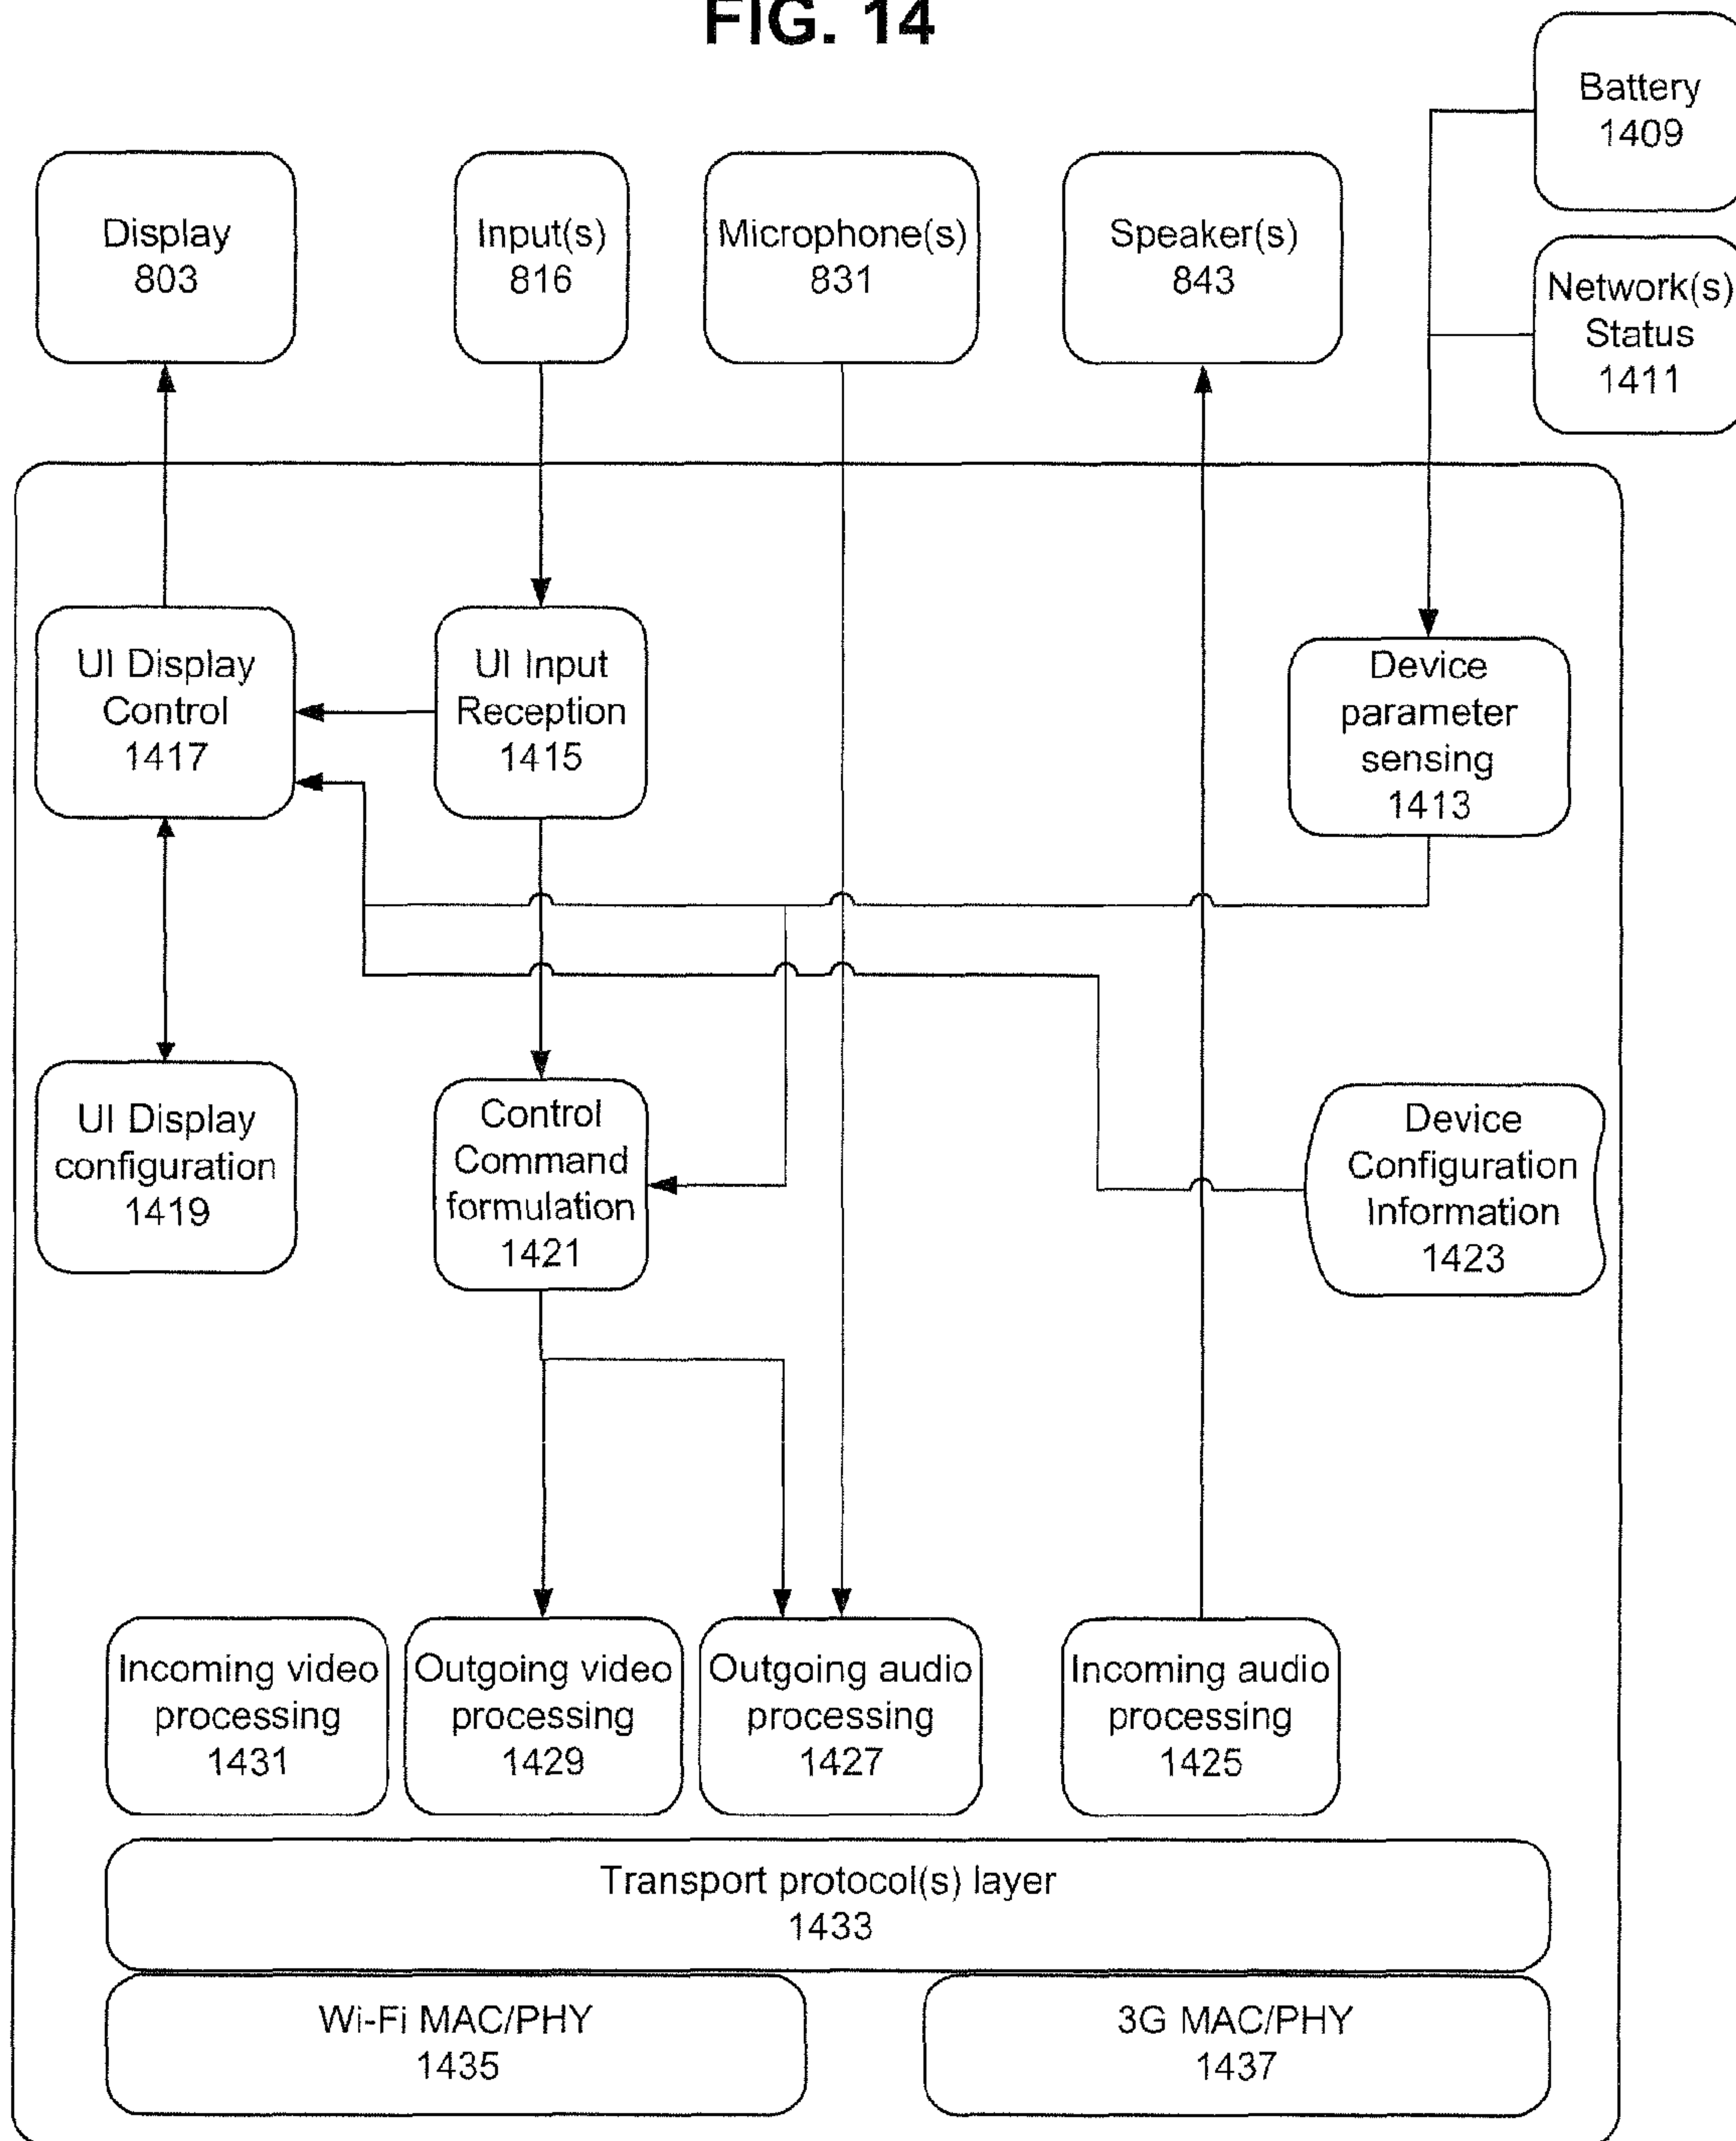 FIG. 14
Battery
1409
Display
803
Input(s)
816
Microphone(s)
831
Speaker(s)
843
Network(s)
Status
1411
UI Display
Control
1417
UI Input
Reception
1415
Device
parameter
sensing
1413
UI Display
configuration
1419
Control
Command
formulation
1421
Device
Configuration
Information
1423
Incoming video
processing
1431
Outgoing video
processing
1429
Outgoing audio
processing
1427
Incoming audio
processing
1425
Transport protocol(s) layer
1433
Wi-Fi MAC/PHY
1435
3G MAC/PHY
1437